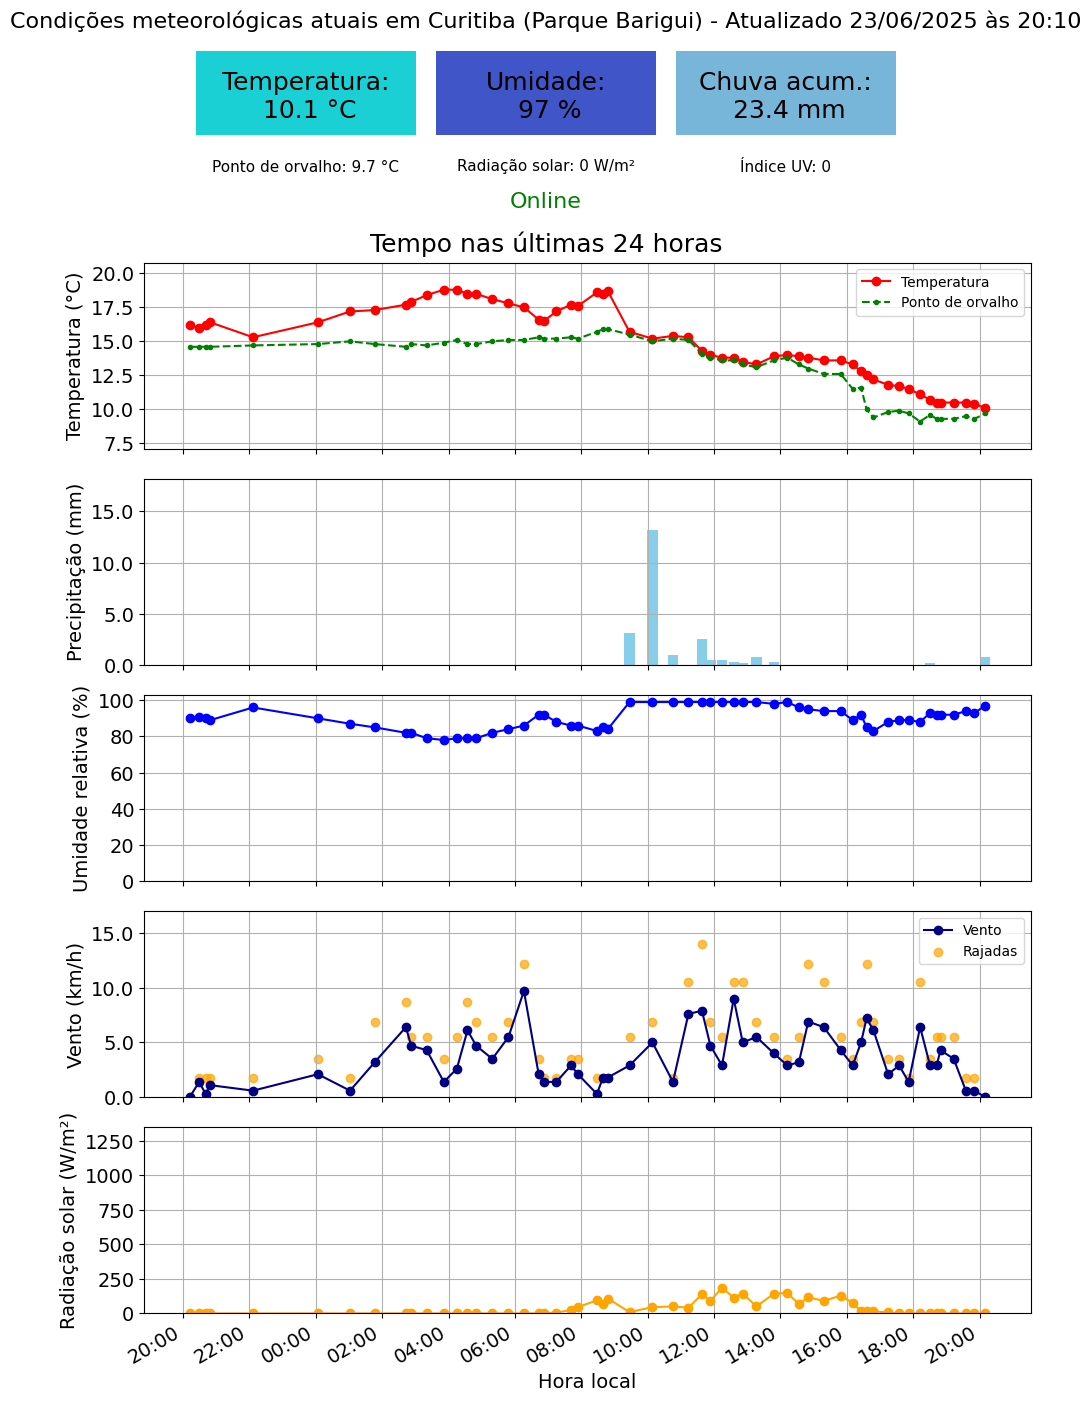 Condições meteorológicas atuais em Curitiba (Parque Barigui) - Atualizado 23/06/2025 às 20:10
Temperatura:
10.1 °C
Umidade:
97 %
Chuva acum.:
23.4 mm
Ponto de orvalho: 9.7 °C
Radiação solar: 0 W/m²
Índice UV: 0
Online
Tempo nas últimas 24 horas
Temperatura (°C)
20.0
17.5
15.0
12.5
10.0
7.5
Temperatura
Ponto de orvalho
Precipitação (mm)
15.0
10.0
5.0
0.0
Umidade relativa (%)
100
80
60
40
20
0
Vento (km/h)
15.0
10.0
5.0
0.0
Vento
Rajadas
Radiação solar (W/m²)
1250
1000
750
500
250
0
20:00
22:00
00:00
02:00
04:00
06:00
08:00
10:00
12:00
14:00
16:00
18:00
20:00
Hora local